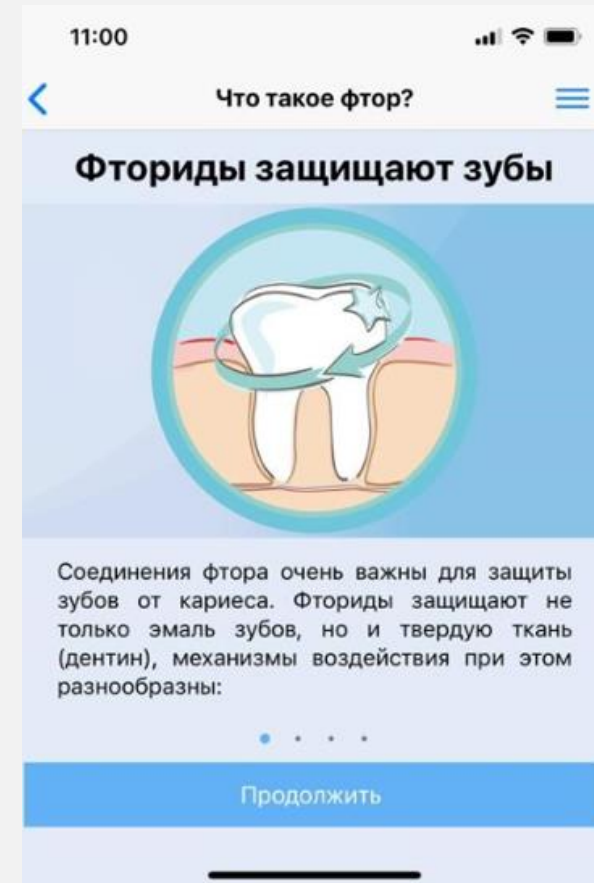 11:00
Что такое фтор?
Фториды защищают зубы
Соединения фтора очень важны для защиты
зубов от кариеса. Фториды защищают не
только эмаль зубов, но и твердую ткань
(дентин), механизмы воздействия при этом
разнообразны:
Продолжить